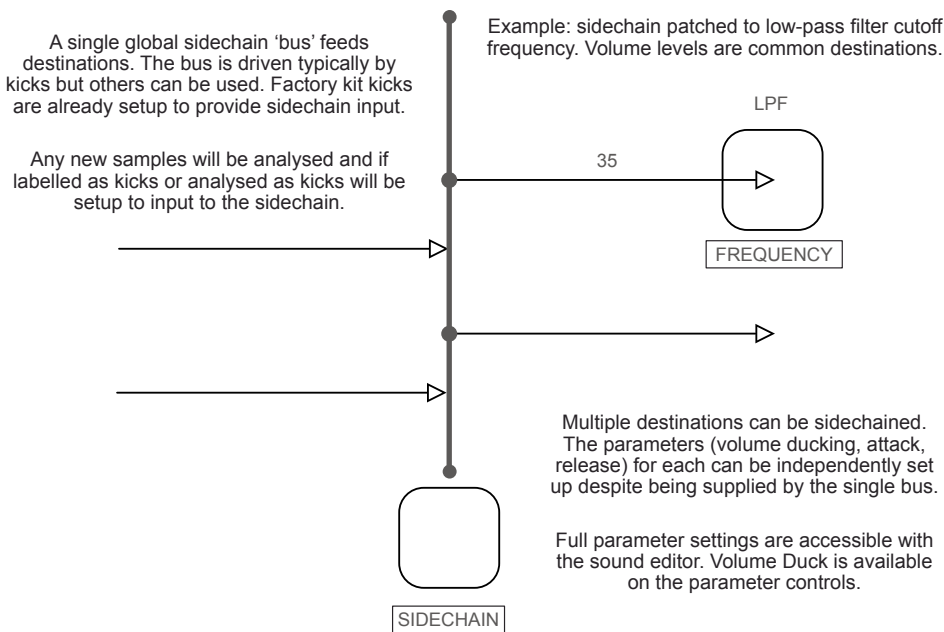 A single global sidechain ‘bus’ feeds
destinations. The bus is driven typically by
kicks but others can be used. Factory kit kicks
are already setup to provide sidechain input.
Any new samples will be analysed and if
labelled as kicks or analysed as kicks will be
setup to input to the sidechain.
Example: sidechain patched to low-pass filter cutoff
frequency. Volume levels are common destinations.
LPF
35
FREQUENCY
Multiple destinations can be sidechained.
The parameters (volume ducking, attack,
release) for each can be independently set
up despite being supplied by the single bus.
Full parameter settings are accessible with
the sound editor. Volume Duck is available
on the parameter controls.
SIDECHAIN